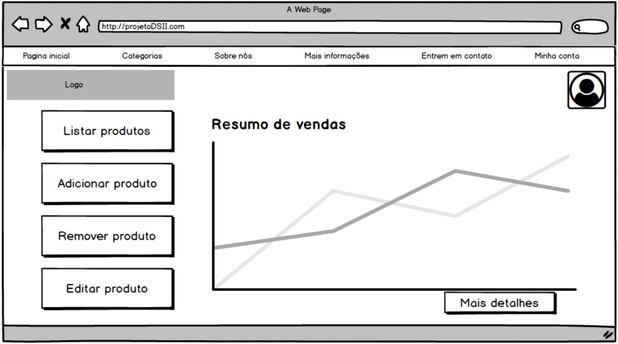 A Web Page
http://projetoDSII.com
Pagina inicial
Categorias
Sobre nós
Mais informações
Entrem em contato
Minha conta
Logo
Listar produtos
Adicionar produto
Remover produto
Editar produto
Resumo de vendas
Mais detalhes